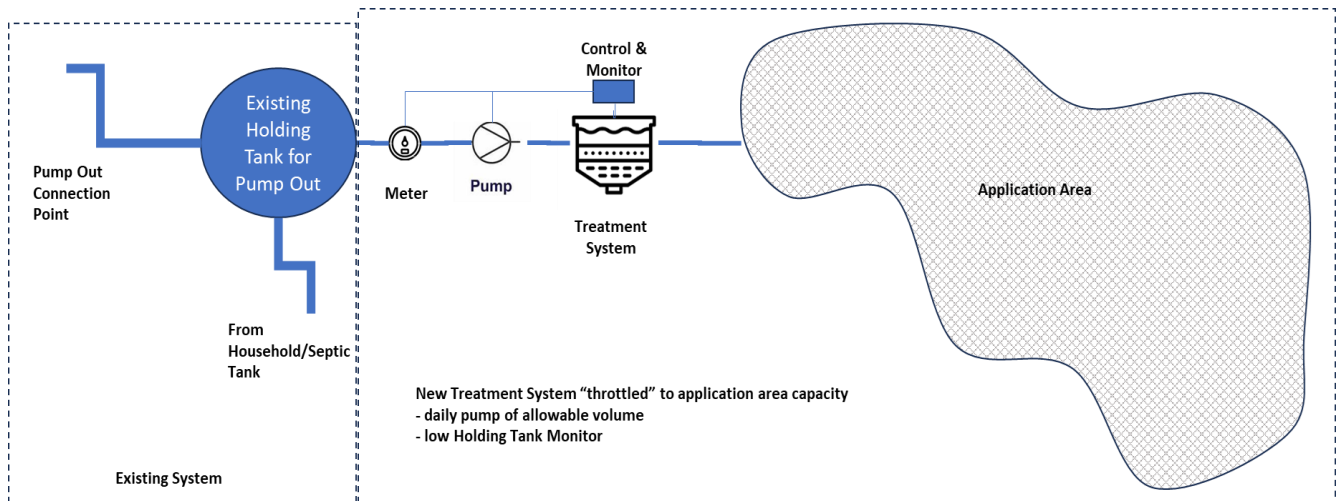 Control &
Monitor
Existing
Holding
Tank for
Pump Out
Pump Out
Connection
Point
Meter
Pump
Application Area
Treatment
System
From
Household/Septic
Tank
New Treatment System “throttled” to application area capacity
- daily pump of allowable volume
- low Holding Tank Monitor
Existing System